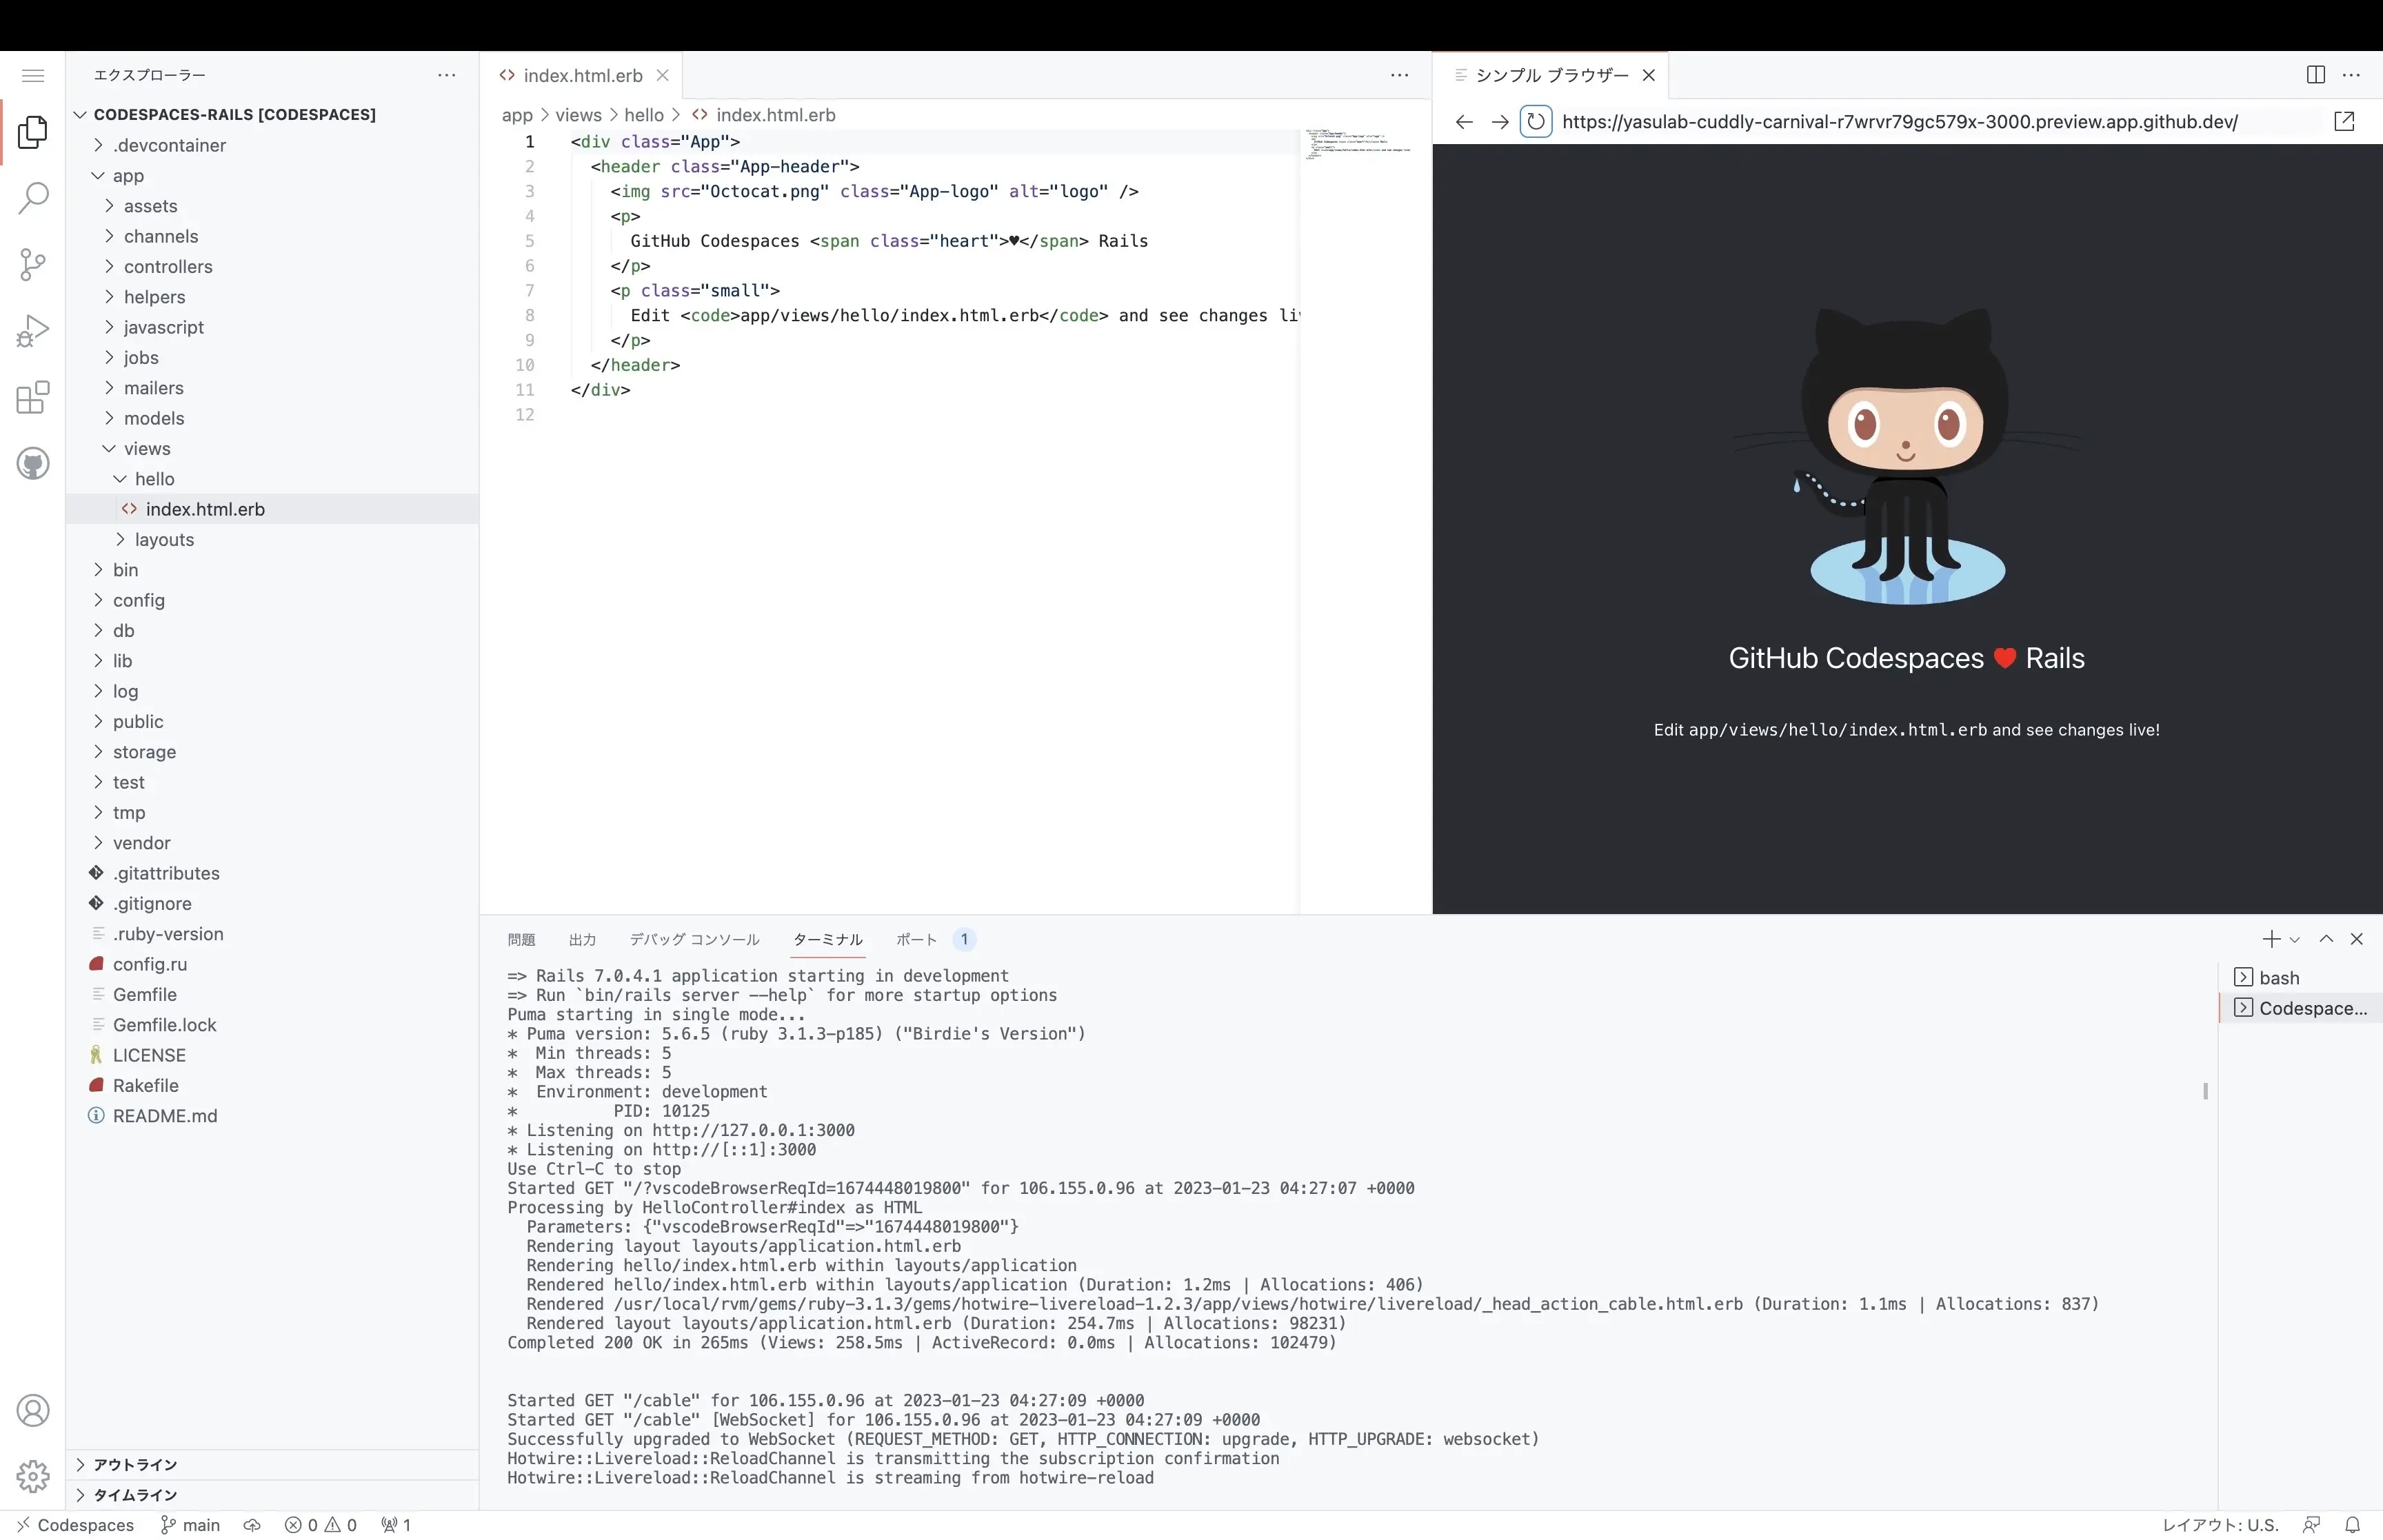 エクスプローラー
CODESPACES-RAILS [CODESPACES]
.devcontainer
app
assets
channels
controllers
helpers
javascript
jobs
mailers
models
views
hello
index.html.erb
layouts
bin
config
db
lib
log
public
storage
test
tmp
vendor
.gitattributes
.gitignore
.ruby-version
config.ru
Gemfile
Gemfile.lock
LICENSE
Rakefile
README.md
アウトライン
タイムライン
index.html.erb
app > views > hello > index.html.erb
1 <div class="App">
2 <header class="App-header">
3 <img src="Octocat.png" class="App-logo" alt="logo" />
4 <p>
5 GitHub Codespaces <span class="heart">♥</span> Rails
6 </p>
7 <p class="small">
8 Edit <code>app/views/hello/index.html.erb</code> and see changes li
9 </p>
10 </header>
11 </div>
12
シンプル ブラウザー
https://yasulab-cuddly-carnival-r7wrvr79gc579x-3000.preview.app.github.dev/
GitHub Codespaces ♥ Rails
Edit app/views/hello/index.html.erb and see changes live!
問題 出力 デバッグ コンソール ターミナル ポート 1
=> Rails 7.0.4.1 application starting in development
=> Run `bin/rails server --help` for more startup options
Puma starting in single mode...
* Puma version: 5.6.5 (ruby 3.1.3-p185) ("Birdie's Version")
* Min threads: 5
* Max threads: 5
* Environment: development
* PID: 10125
* Listening on http://127.0.0.1:3000
* Listening on http://[::1]:3000
Use Ctrl-C to stop
Started GET "/?vscodeBrowserReqId=1674448019800" for 106.155.0.96 at 2023-01-23 04:27:07 +0000
Processing by HelloController#index as HTML
Parameters: {"vscodeBrowserReqId"=>"1674448019800"}
Rendering layout layouts/application.html.erb
Rendering hello/index.html.erb within layouts/application
Rendered hello/index.html.erb within layouts/application (Duration: 1.2ms | Allocations: 406)
Rendered /usr/local/rvm/gems/ruby-3.1.3/gems/hotwire-livereload-1.2.3/app/views/hotwire/livereload/_head_action_cable.html.erb (Duration: 1.1ms | Allocations: 837)
Rendered layout layouts/application.html.erb (Duration: 254.7ms | Allocations: 98231)
Completed 200 OK in 265ms (Views: 258.5ms | ActiveRecord: 0.0ms | Allocations: 102479)
Started GET "/cable" for 106.155.0.96 at 2023-01-23 04:27:09 +0000
Started GET "/cable" [WebSocket] for 106.155.0.96 at 2023-01-23 04:27:09 +0000
Successfully upgraded to WebSocket (REQUEST_METHOD: GET, HTTP_CONNECTION: upgrade, HTTP_UPGRADE: websocket)
Hotwire::Livereload::ReloadChannel is transmitting the subscription confirmation
Hotwire::Livereload::ReloadChannel is streaming from hotwire-reload
bash
Codespace...
Codespaces main 0 0 1
レイアウト: U.S.